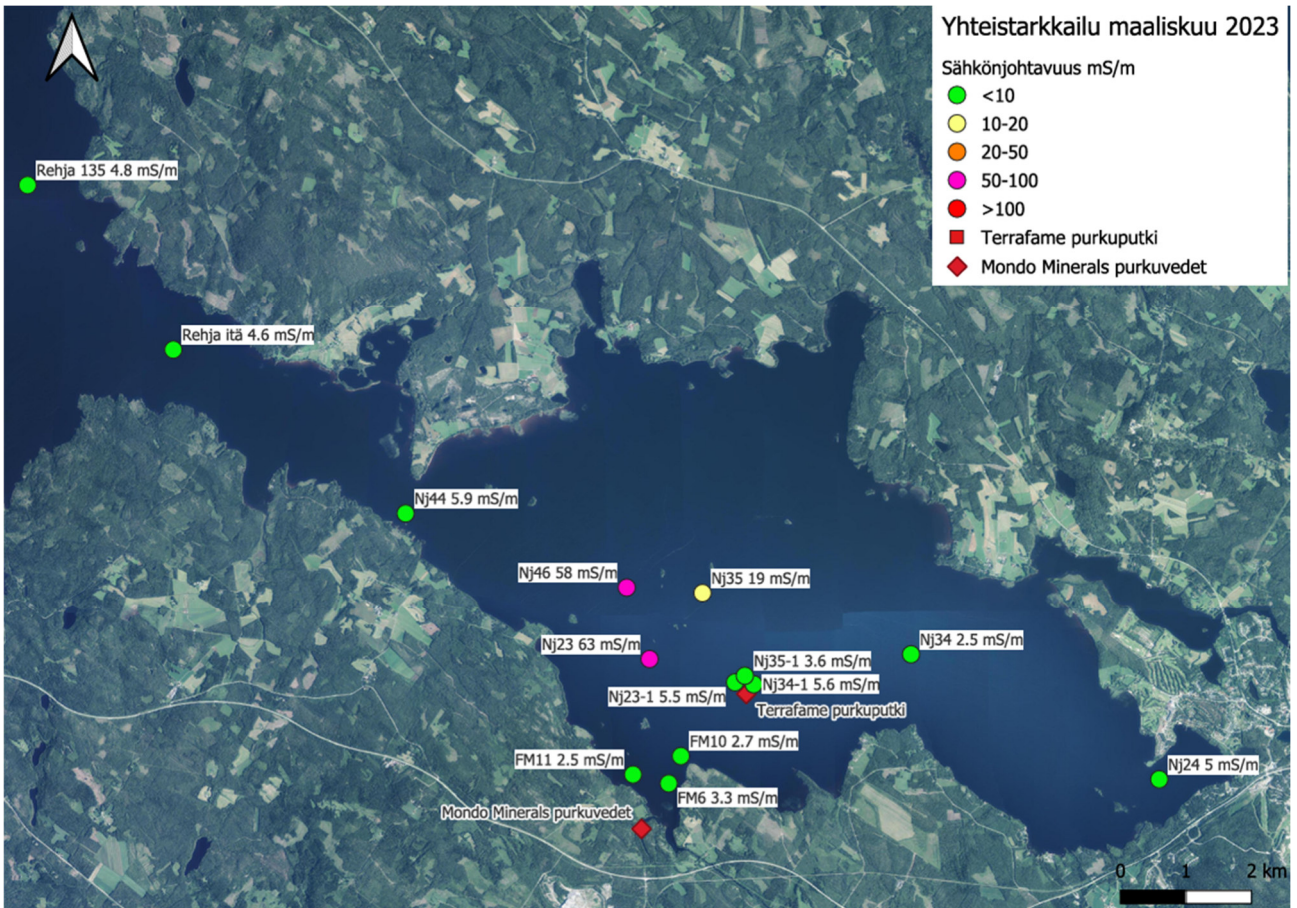 Yhteistarkkailu maaliskuu 2023
Sähkönjohtavuus mS/m
<10
10-20
20-50
50-100
>100
Terrafame purkuputki
Mondo Minerals purkuvedet
Rehja 135 4.8 mS/m
Rehja itä 4.6 mS/m
Nj44 5.9 mS/m
Nj46 58 mS/m
Nj35 19 mS/m
Nj23 63 mS/m
Nj34 2.5 mS/m
Nj35-1 3.6 mS/m
Nj34-1 5.6 mS/m
Nj23-1 5.5 mS/m
Terrafame purkuputki
FM10 2.7 mS/m
FM11 2.5 mS/m
Nj24 5 mS/m
FM6 3.3 mS/m
Mondo Minerals purkuvedet
0 1 2 km